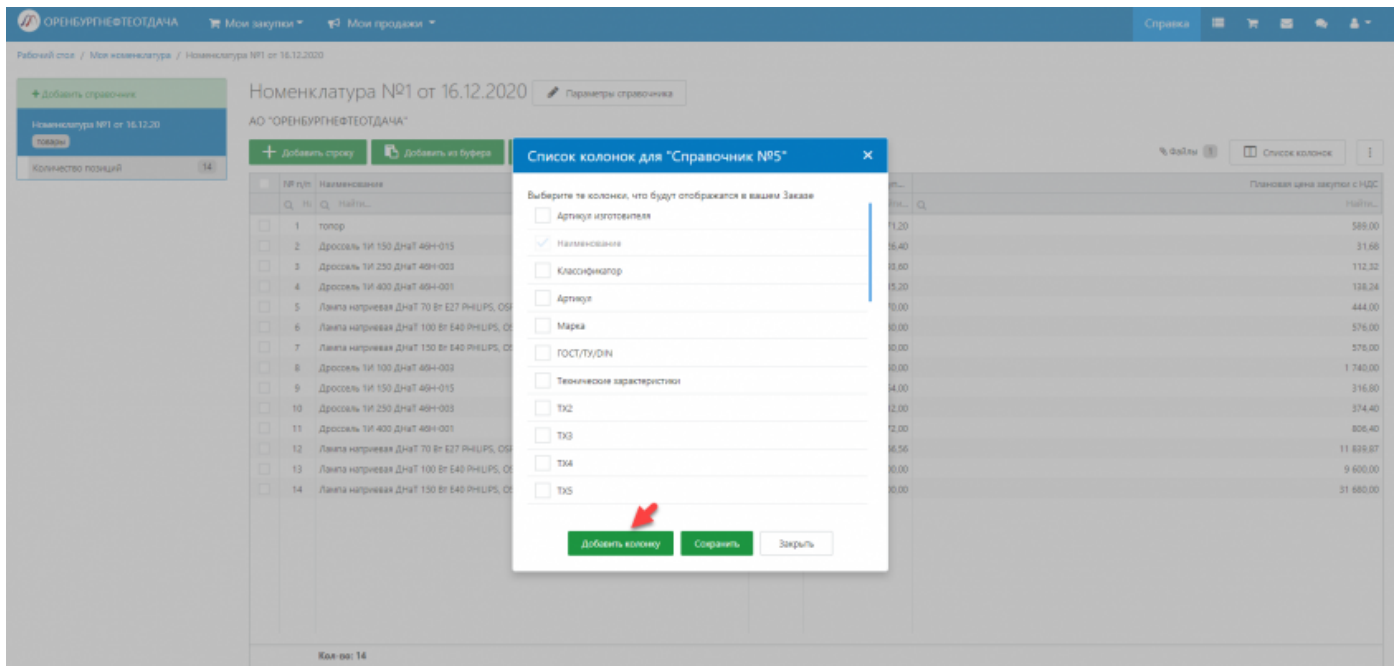 ОРЕНБУРГНЕФТЕОТДАЧА Мои закупки Мои продажи Справка
Рабочий стол / Моя номенклатура / Номенклатура №1 от 16.12.2020
Добавить справочник
Номенклатура №1 от 16.12.20
товары
Количество позиций 14
Номенклатура №1 от 16.12.2020 Параметры справочника
АО "ОРЕНБУРГНЕФТЕОТДАЧА"
Добавить строку Добавить из буфера
Файлы 1 Список колонок
Список колонок для "Справочник №5"
Выберите те колонки, что будут отображатся в вашем Заказе
Артикул изготовителя
Наименование
Классификатор
Артикул
Марка
ГОСТ/ТУ/DIN
Технические характеристики
ТХ2
ТХ3
ТХ4
ТХ5
Добавить колонку Сохранить Закрыть
№ п/п Наименование Плановая цена закупки с НДС
Найти... Найти...
1 топор 589,00
2 Дроссель 1И 150 ДНаТ 46Н-015 31,68
3 Дроссель 1И 250 ДНаТ 46Н-003 112,32
4 Дроссель 1И 400 ДНаТ 46Н-001 138,24
5 Лампа натриевая ДНаТ 70 Вт Е27 PHILIPS, 444,00
6 Лампа натриевая ДНаТ 100 Вт Е40 PHILIPS, 576,00
7 Лампа натриевая ДНаТ 150 Вт Е40 PHILIPS, 576,00
8 Дроссель 1И 100 ДНаТ 46Н-003 1 740,00
9 Дроссель 1И 150 ДНаТ 46Н-015 316,80
10 Дроссель 1И 250 ДНаТ 46Н-003 374,40
11 Дроссель 1И 400 ДНаТ 46Н-001 806,40
12 Лампа натриевая ДНаТ 70 Вт Е27 PHILIPS, 11 839,87
13 Лампа натриевая ДНаТ 100 Вт Е40 PHILIPS, 9 600,00
14 Лампа натриевая ДНаТ 150 Вт Е40 PHILIPS, 31 680,00
Кол-во: 14